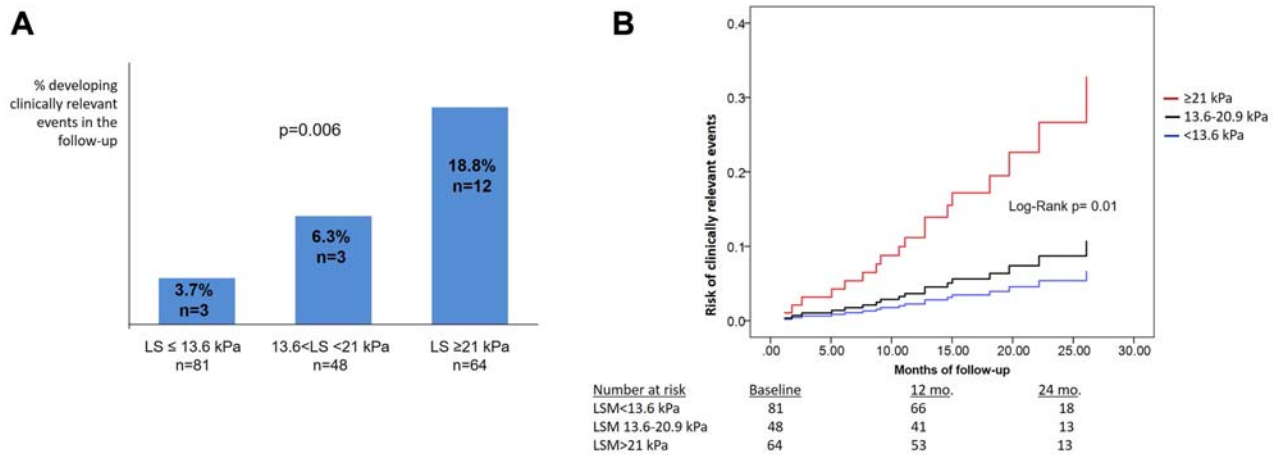 A
% developing
clinically relevant
events in the
follow-up
p=0.006
3.7%
n=3
6.3%
n=3
18.8%
n=12
LS ≤ 13.6 kPa
n=81
13.6<LS <21 kPa
n=48
LS ≥21 kPa
n=64
B
Risk of clinically relevant events
0.4
0.3
0.2
0.1
0.0
Log-Rank p= 0.01
≥21 kPa
13.6-20.9 kPa
<13.6 kPa
.00 5.00 10.00 15.00 20.00 25.00 30.00
Months of follow-up
Number at risk Baseline 12 mo. 24 mo.
LSM<13.6 kPa 81 66 18
LSM 13.6-20.9 kPa 48 41 13
LSM>21 kPa 64 53 13